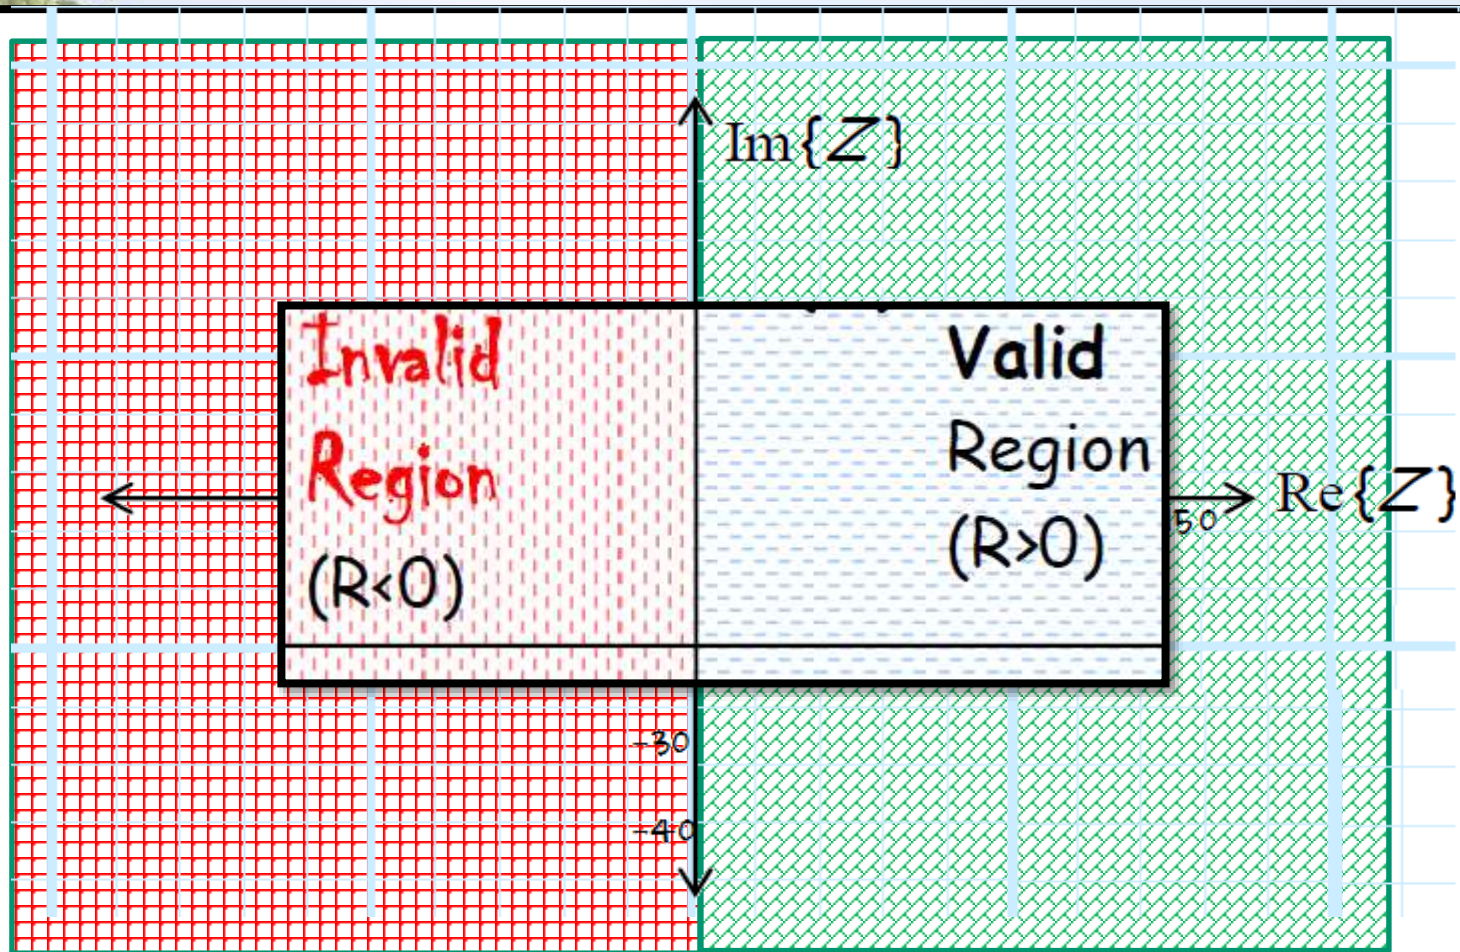 Im{Z}
Invalid
Region
(R<0)
Valid
Region
(R>0)
Re{Z}
50
-30
-40